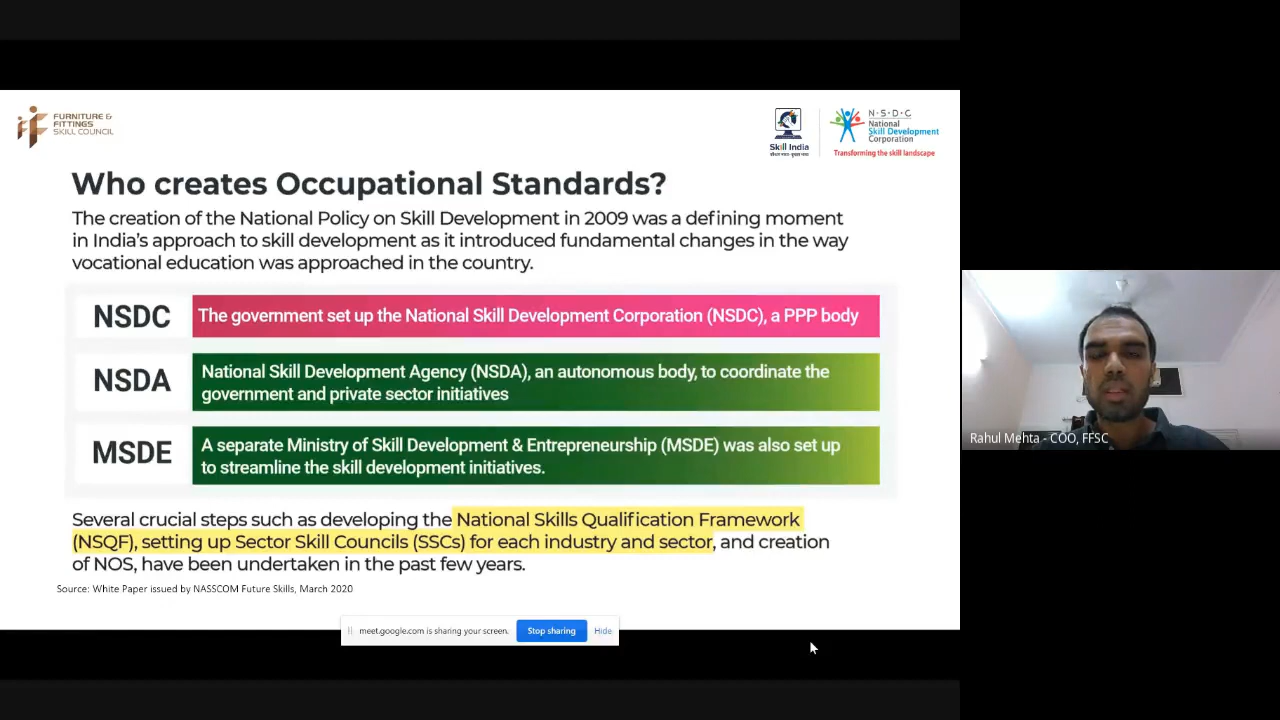 FURNITURE &
FITTINGS
SKILL COUNCIL
Skill India
N·S·D·C
National
Skill Development
Corporation
Transforming the skill landscape
Who creates Occupational Standards?
The creation of the National Policy on Skill Development in 2009 was a defining moment
in India's approach to skill development as it introduced fundamental changes in the way
vocational education was approached in the country.
NSDC
The government set up the National Skill Development Corporation (NSDC), a PPP body
NSDA
National Skill Development Agency (NSDA), an autonomous body, to coordinate the
government and private sector initiatives
MSDE
A separate Ministry of Skill Development & Entrepreneurship (MSDE) was also set up
to streamline the skill development initiatives.
Several crucial steps such as developing the National Skills Qualification Framework
(NSQF), setting up Sector Skill Councils (SSCs) for each industry and sector, and creation
of NOS, have been undertaken in the past few years.
Source: White Paper issued by NASSCOM Future Skills, March 2020
meet.google.com is sharing your screen.
Stop sharing
Hide
Rahul Mehta - COO, FFSC